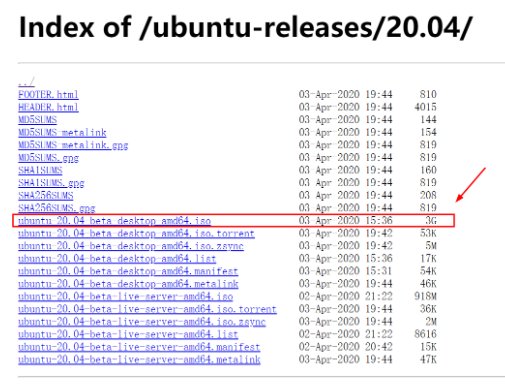 Index of /ubuntu-releases/20.04/
../
FOOTER.html 03-Apr-2020 19:44 810
HEADER.html 03-Apr-2020 19:44 4015
MD5SUMS 03-Apr-2020 19:44 144
MD5SUMS-metalink 03-Apr-2020 19:44 154
MD5SUMS-metalink.gpg 03-Apr-2020 19:44 819
MD5SUMS.gpg 03-Apr-2020 19:44 819
SHA1SUMS 03-Apr-2020 19:44 160
SHA1SUMS.gpg 03-Apr-2020 19:44 819
SHA256SUMS 03-Apr-2020 19:44 208
SHA256SUMS.gpg 03-Apr-2020 19:44 819
ubuntu-20.04-beta-desktop-amd64.iso 03-Apr-2020 15:36 3G
ubuntu-20.04-beta-desktop-amd64.iso.torrent 03-Apr-2020 19:42 53K
ubuntu-20.04-beta-desktop-amd64.iso.zsync 03-Apr-2020 19:42 5M
ubuntu-20.04-beta-desktop-amd64.list 03-Apr-2020 15:36 17K
ubuntu-20.04-beta-desktop-amd64.manifest 03-Apr-2020 15:31 54K
ubuntu-20.04-beta-desktop-amd64.metalink 03-Apr-2020 19:44 46K
ubuntu-20.04-beta-live-server-amd64.iso 02-Apr-2020 21:22 918M
ubuntu-20.04-beta-live-server-amd64.iso.torrent 03-Apr-2020 19:44 36K
ubuntu-20.04-beta-live-server-amd64.iso.zsync 03-Apr-2020 19:44 2M
ubuntu-20.04-beta-live-server-amd64.list 02-Apr-2020 21:22 8616
ubuntu-20.04-beta-live-server-amd64.manifest 02-Apr-2020 20:42 15K
ubuntu-20.04-beta-live-server-amd64.metalink 03-Apr-2020 19:44 47K